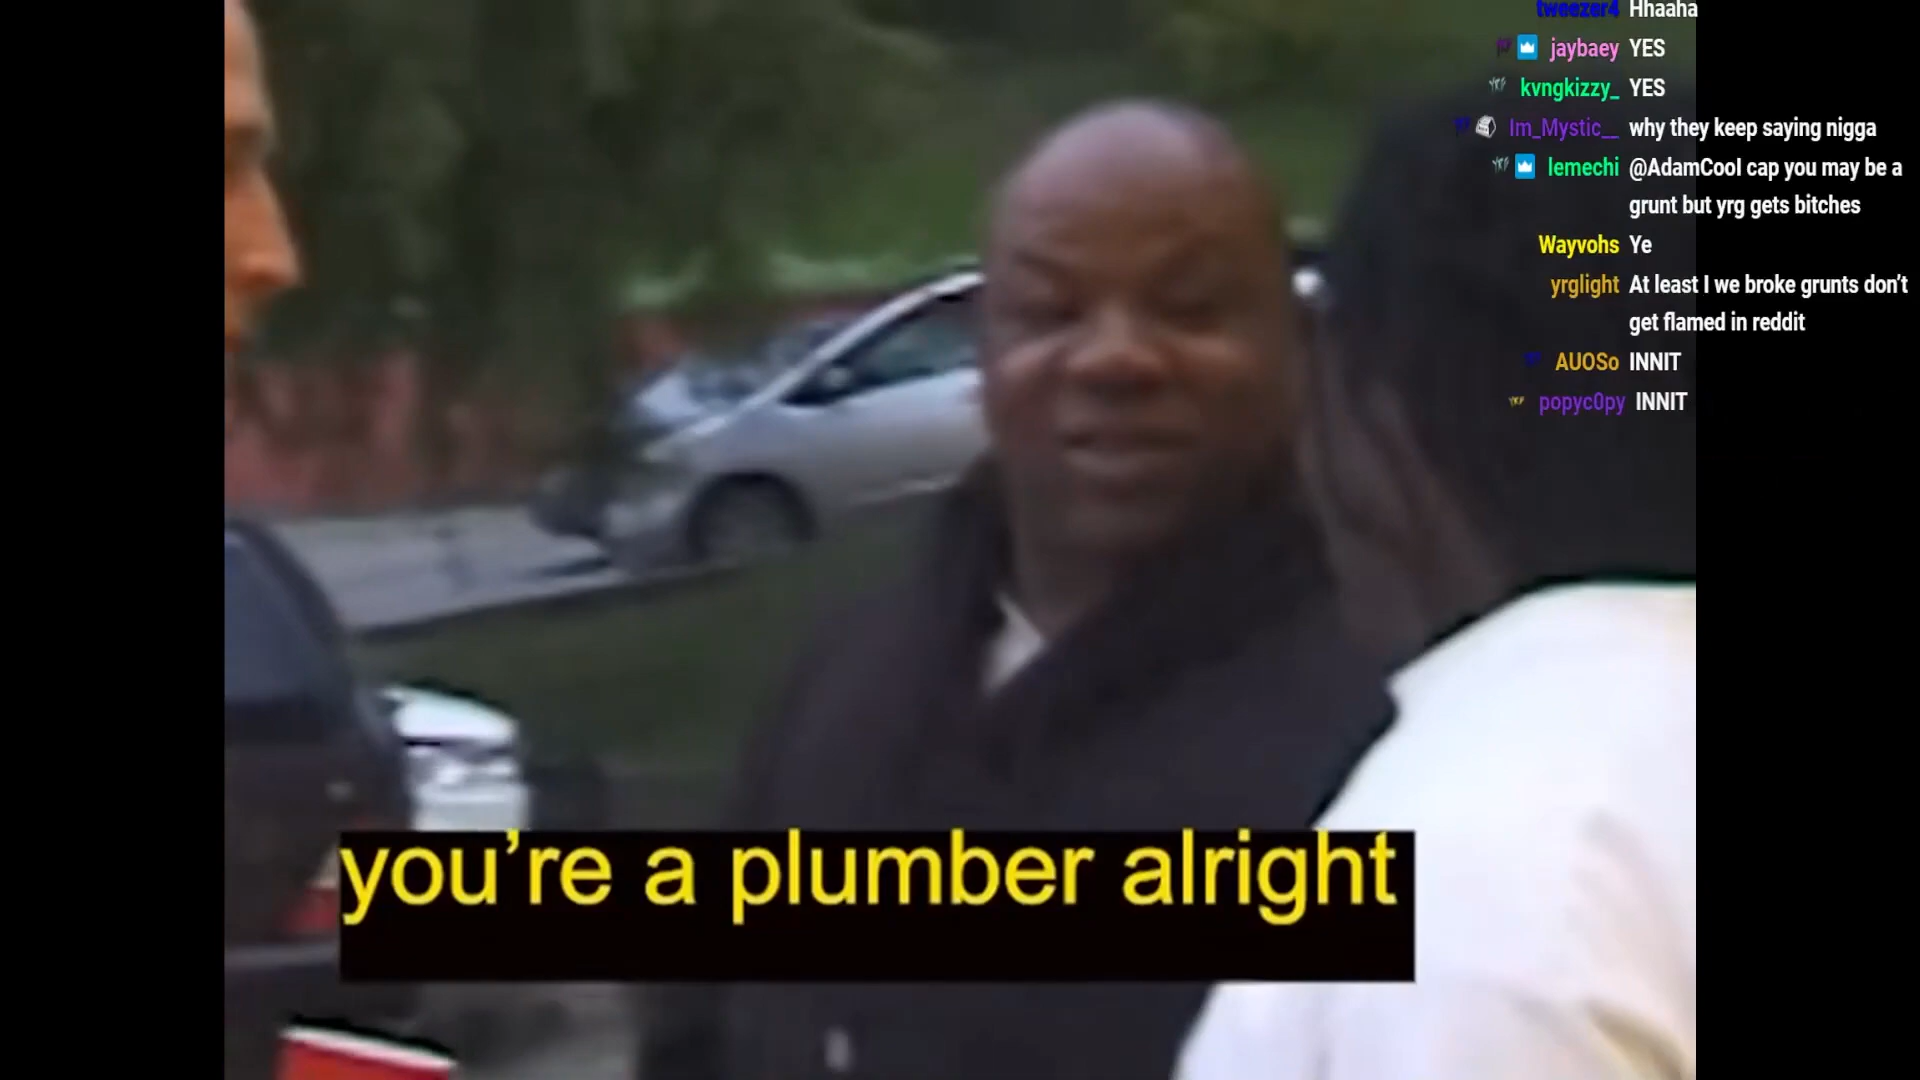 tweezer4 Hhaaha
jaybaey YES
kvngkizzy_ YES
Im_Mystic__ why they keep saying nigga
lemechi @AdamCool cap you may be a
grunt but yrg gets bitches
Wayvohs Ye
yrglight At least I we broke grunts don't
get flamed in reddit
AUOSo INNIT
popyc0py INNIT
you're a plumber alright